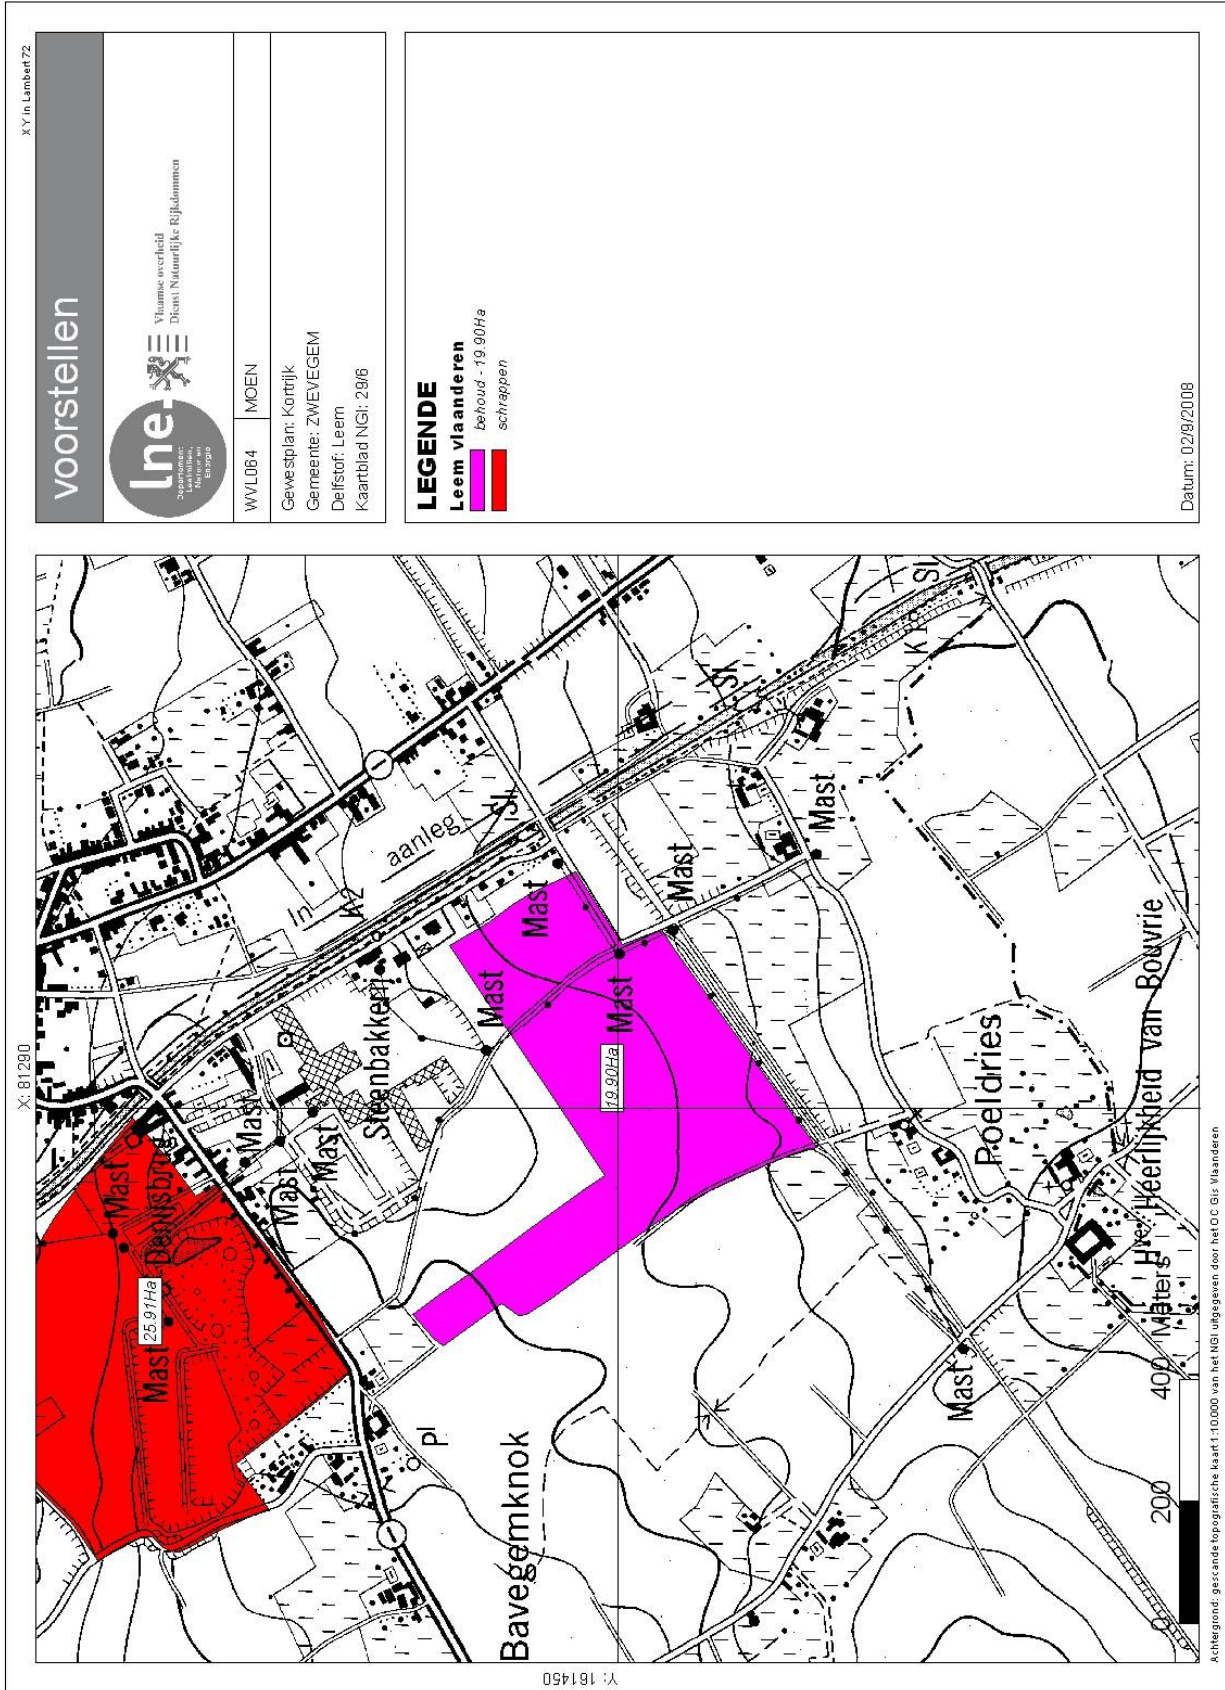 X Y in Lambert 72
voorstellen
lne
Departement
Leefmilieu,
Natuur en
Energie
Vlaamse overheid
Dienst Natuurlijke Rijkdommen
WVL064 MOEN
Gewestplan: Kortrijk
Gemeente: ZWEVEGEM
Delfstof: Leem
Kaartblad NGI: 29/6
LEGENDE
Leem vlaanderen
behoud - 19.90Ha
schrappen
Datum: 02/9/2008
X: 81290
Y: 161450
Mast
Mast
25.91Ha
Mast
Mast
Mast
Steenbakkerij
In
K2
aanleg
Sl
Mast
Mast
Mast
Mast
19.90Ha
Sl
Mast
K
Sl
Pl
Bavegemknok
Poeldries
Hve Heerlijkheid van Bouvrie
Mast
0 200 400 Meters
Achtergrond: gescande topografische kaart 1:10.000 van het NGI uitgegeven door het OC Gis Vlaanderen